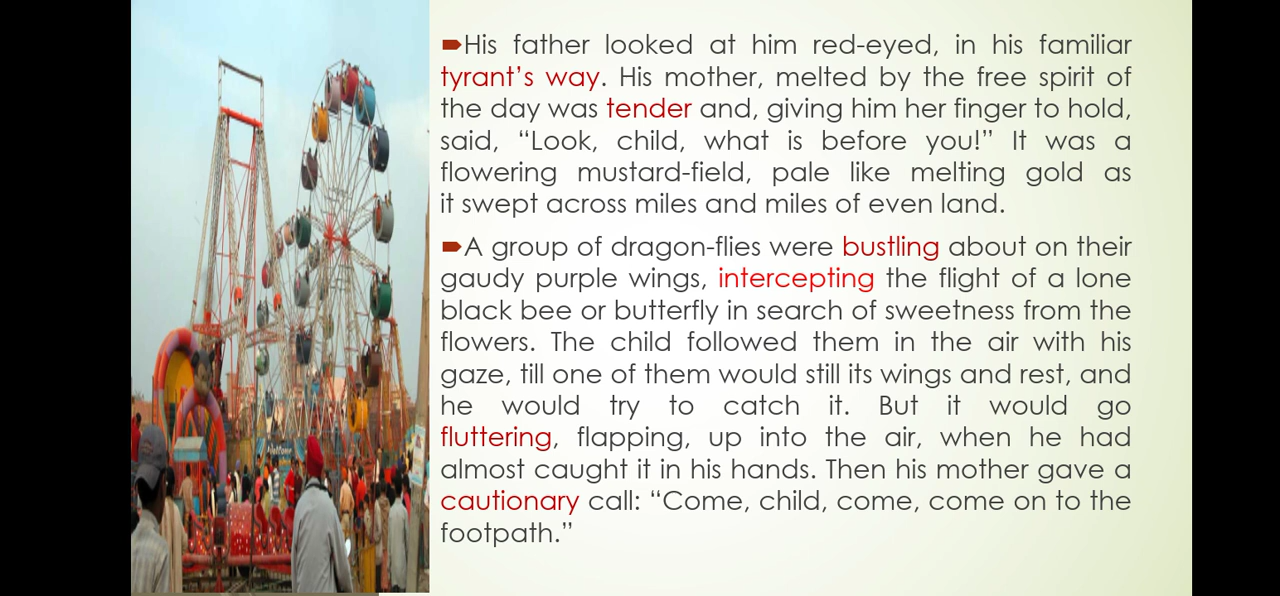 His father looked at him red-eyed, in his familiar
tyrant’s way. His mother, melted by the free spirit of
the day was tender and, giving him her finger to hold,
said, “Look, child, what is before you!” It was a
flowering mustard-field, pale like melting gold as
it swept across miles and miles of even land.
A group of dragon-flies were bustling about on their
gaudy purple wings, intercepting the flight of a lone
black bee or butterfly in search of sweetness from the
flowers. The child followed them in the air with his
gaze, till one of them would still its wings and rest, and
he would try to catch it. But it would go
fluttering, flapping, up into the air, when he had
almost caught it in his hands. Then his mother gave a
cautionary call: “Come, child, come, come on to the
footpath.”